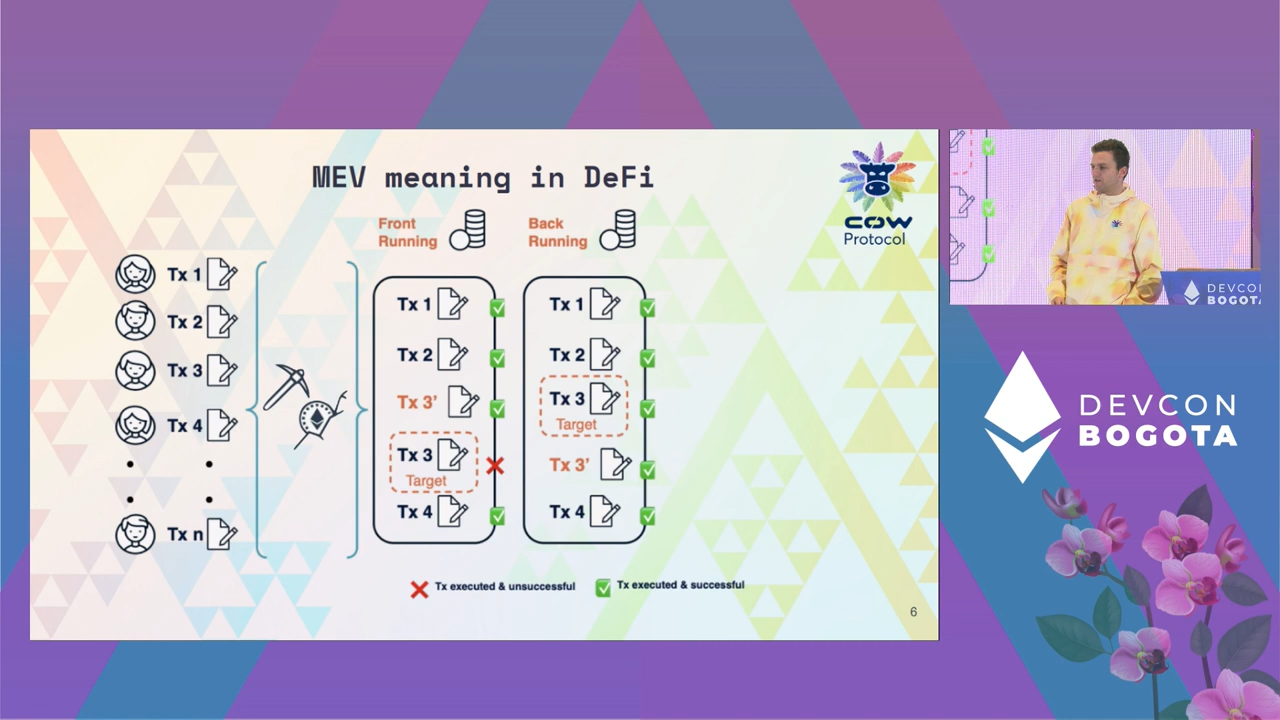 MEV meaning in DeFi
COW
Protocol
Front
Running
Back
Running
Tx 1
Tx 2
Tx 3
Tx 4
Tx n
Tx 1
Tx 2
Tx 3’
Tx 3
Target
Tx 4
Tx 1
Tx 2
Tx 3
Target
Tx 3’
Tx 4
Tx executed & unsuccessful
Tx executed & successful
6
DEVCO
BOGOTA
DEVCON
BOGOTA